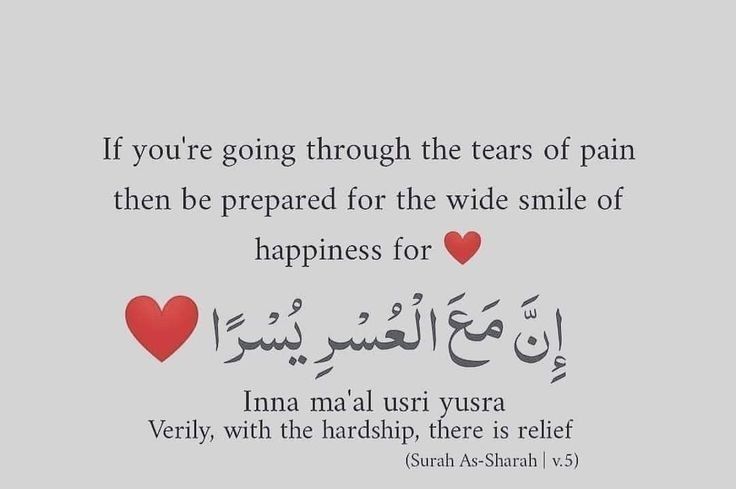 If you're going through the tears of pain
then be prepared for the wide smile of
happiness for ❤️
إِنَّ مَعَ الْعُسْرِ يُسْرًا ❤️
Inna ma'al usri yusra
Verily, with the hardship, there is relief
(Surah As-Sharah | v.5)